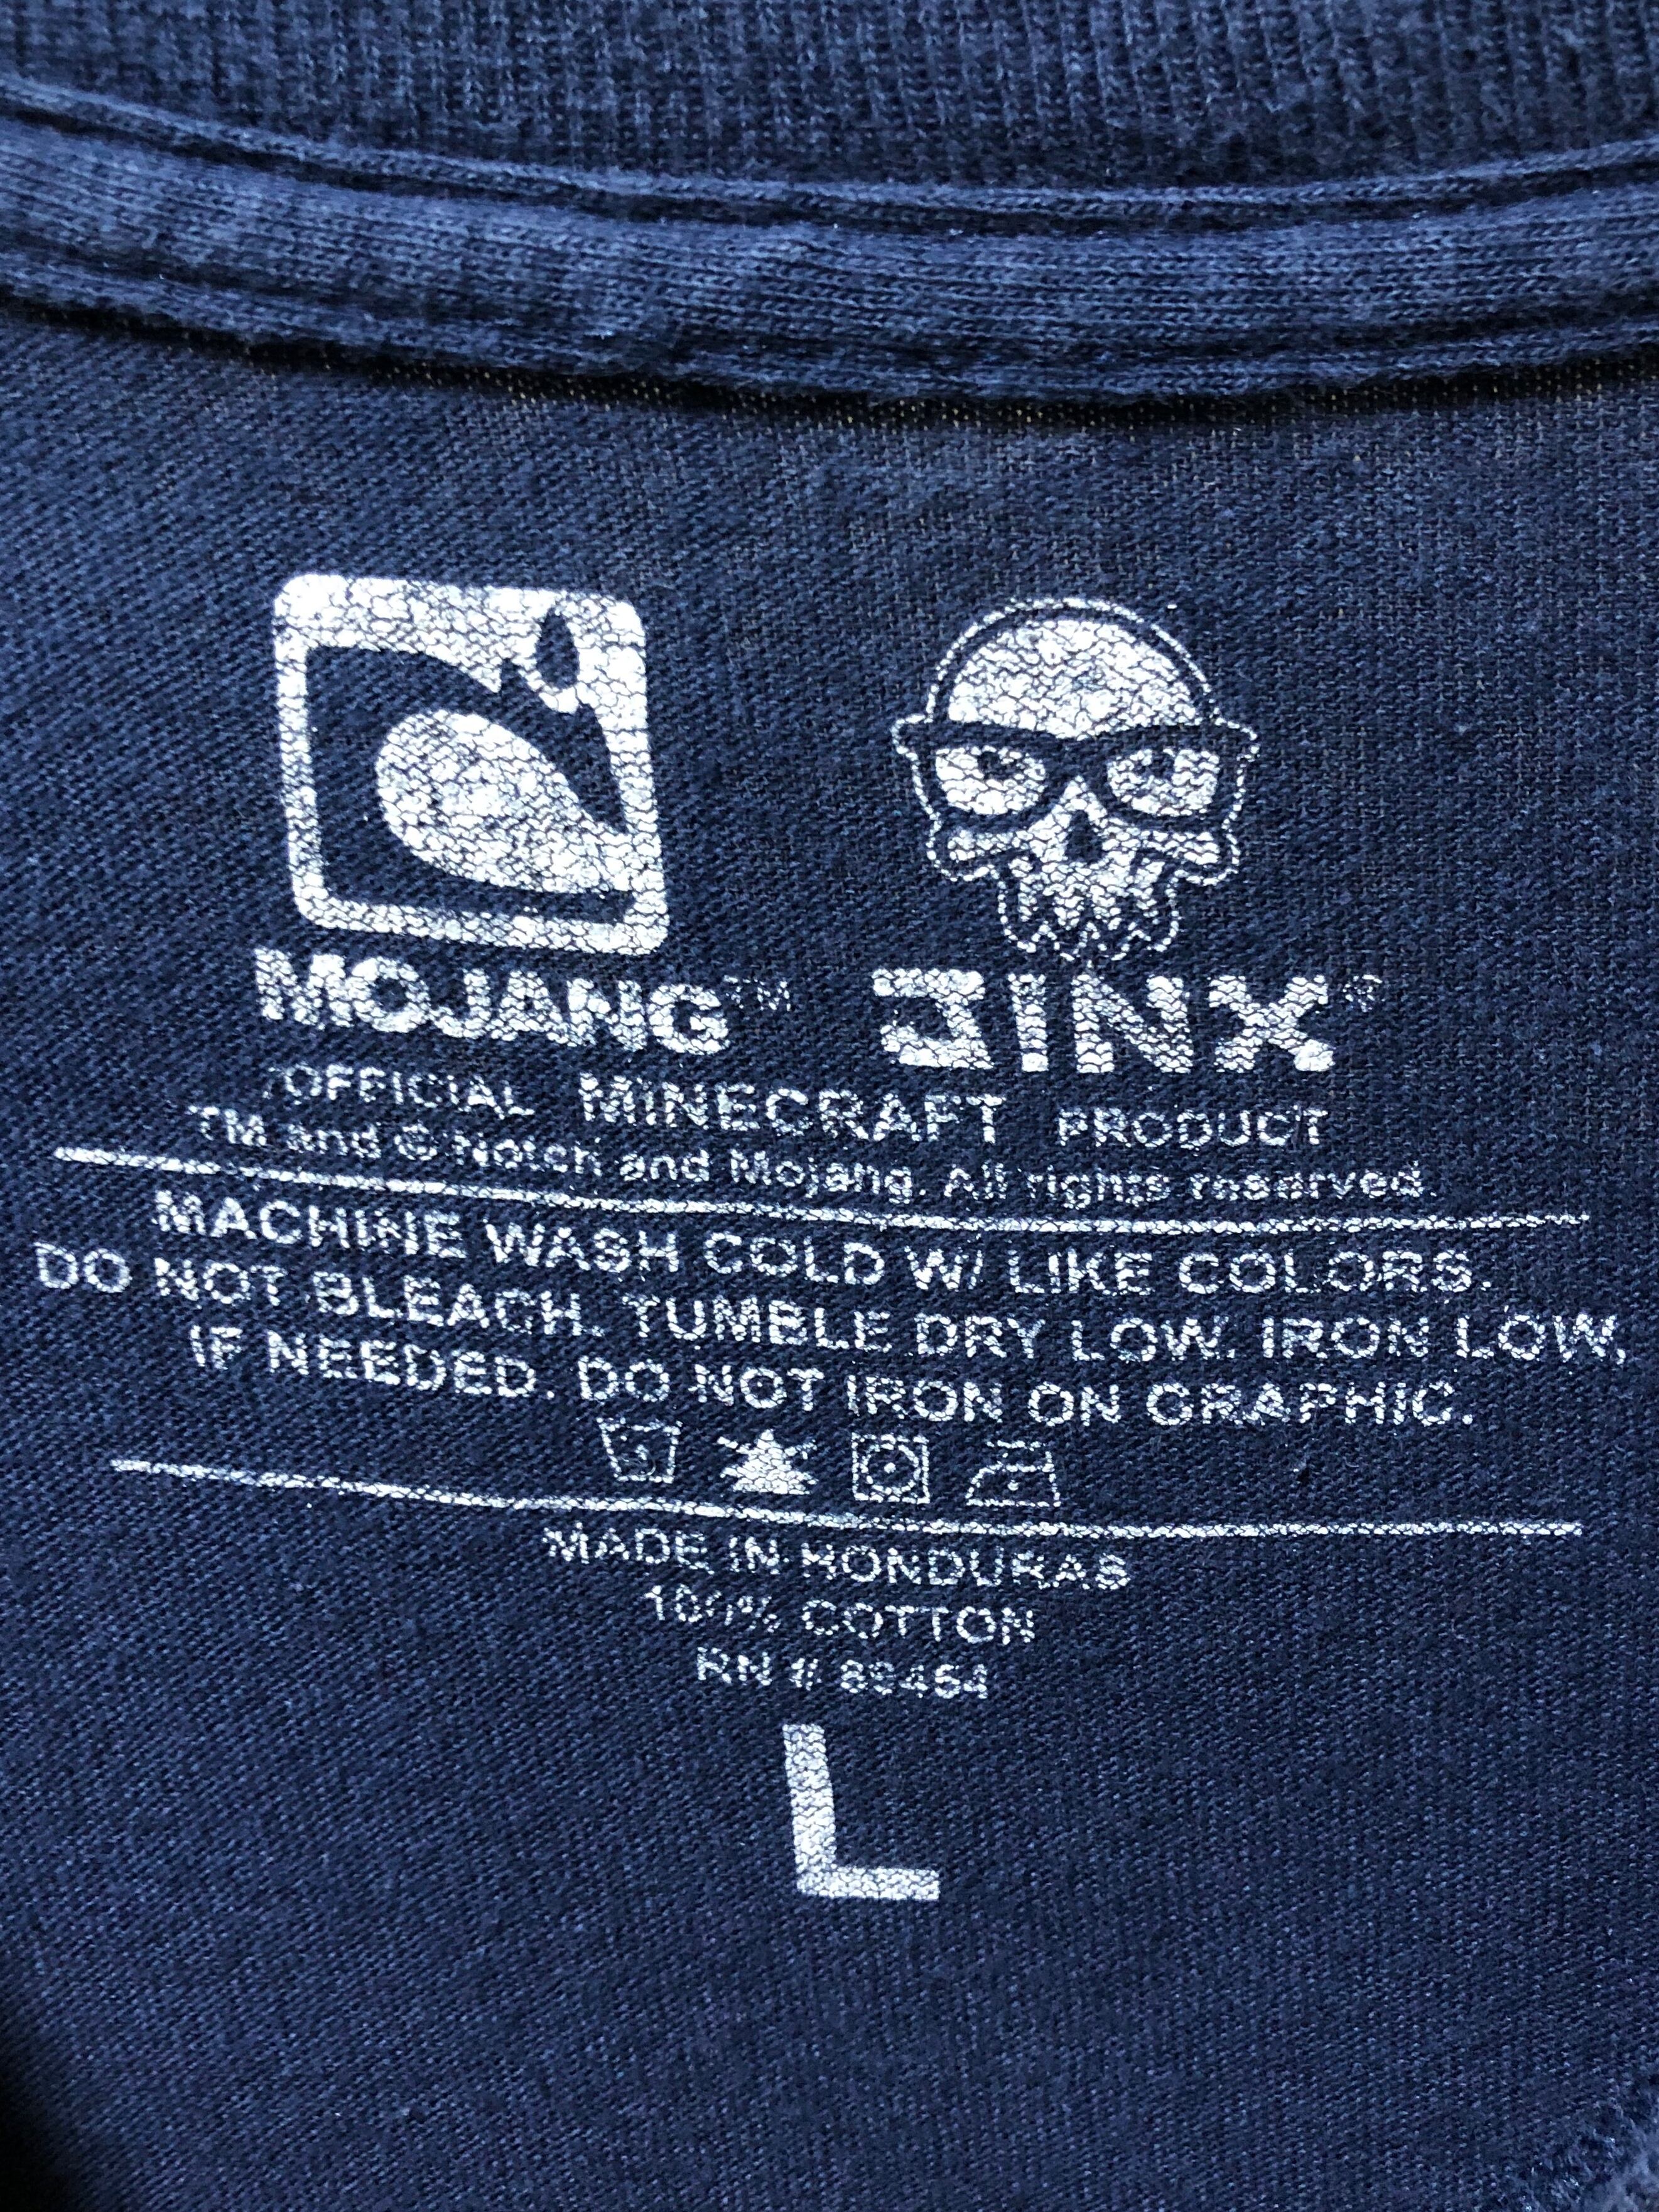 MOJANG™ JINX®
OFFICIAL MINECRAFT PRODUCT
TM and © Notch and Mojang. All rights reserved.
MACHINE WASH COLD W/ LIKE COLORS.
DO NOT BLEACH. TUMBLE DRY LOW. IRON LOW,
IF NEEDED. DO NOT IRON ON GRAPHIC.
MADE IN HONDURAS
100% COTTON
RN #
L